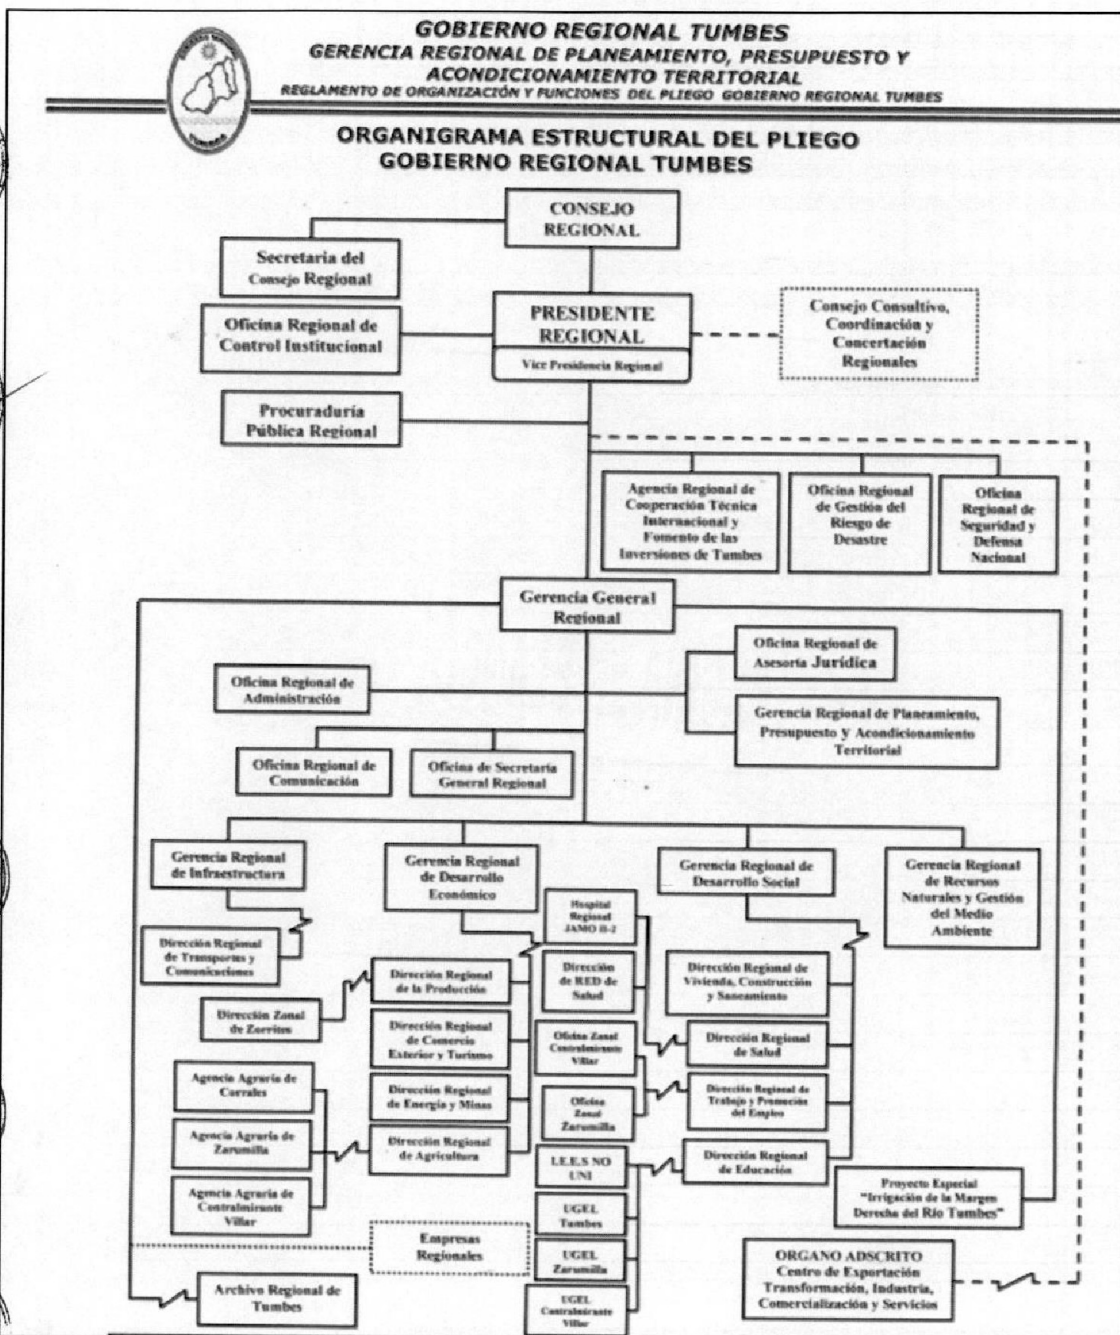 GOBIERNO REGIONAL TUMBES
GERENCIA REGIONAL DE PLANEAMIENTO, PRESUPUESTO Y
ACONDICIONAMIENTO TERRITORIAL
REGLAMENTO DE ORGANIZACIÓN Y FUNCIONES DEL PLIEGO GOBIERNO REGIONAL TUMBES
ORGANIGRAMA ESTRUCTURAL DEL PLIEGO
GOBIERNO REGIONAL TUMBES
CONSEJO
REGIONAL
Secretaria del
Consejo Regional
Oficina Regional de
Control Institucional
PRESIDENTE
REGIONAL
Vice Presidencia Regional
Consejo Consultivo,
Coordinación y
Concertación
Regionales
Procuraduría
Pública Regional
Agencia Regional de
Cooperación Técnica
Internacional y
Fomento de las
Inversiones de Tumbes
Oficina Regional
de Gestión del
Riesgo de
Desastre
Oficina
Regional de
Seguridad y
Defensa
Nacional
Gerencia General
Regional
Oficina Regional de
Asesoría Jurídica
Oficina Regional de
Administración
Gerencia Regional de Planeamiento,
Presupuesto y Acondicionamiento
Territorial
Oficina Regional de
Comunicación
Oficina de Secretaría
General Regional
Gerencia Regional
de Infraestructura
Gerencia Regional
de Desarrollo
Económico
Gerencia Regional de
Desarrollo Social
Gerencia Regional
de Recursos
Naturales y Gestión
del Medio
Ambiente
Hospital
Regional
JAMO II-2
Dirección Regional
de Transportes y
Comunicaciones
Dirección Regional
de la Producción
Dirección
de RED de
Salud
Dirección Regional de
Vivienda, Construcción
y Saneamiento
Dirección Zonal
de Zorritos
Dirección Regional
de Comercio
Exterior y Turismo
Oficina Zonal
Contralmirante
Villar
Dirección Regional
de Salud
Agencia Agraria de
Corrales
Dirección Regional
de Energía y Minas
Oficina
Zonal
Zarumilla
Dirección Regional de
Trabajo y Promoción
del Empleo
Agencia Agraria de
Zarumilla
Dirección Regional
de Agricultura
I.E.E.S NO
UNI
Dirección Regional
de Educación
Agencia Agraria de
Contralmirante
Villar
UGEL
Tumbes
Proyecto Especial
"Irrigación de la Margen
Derecha del Río Tumbes"
Empresas
Regionales
UGEL
Zarumilla
ORGANO ADSCRITO
Centro de Exportación
Transformación, Industria,
Comercialización y Servicios
Archivo Regional de
Tumbes
UGEL
Contralmirante
Villar